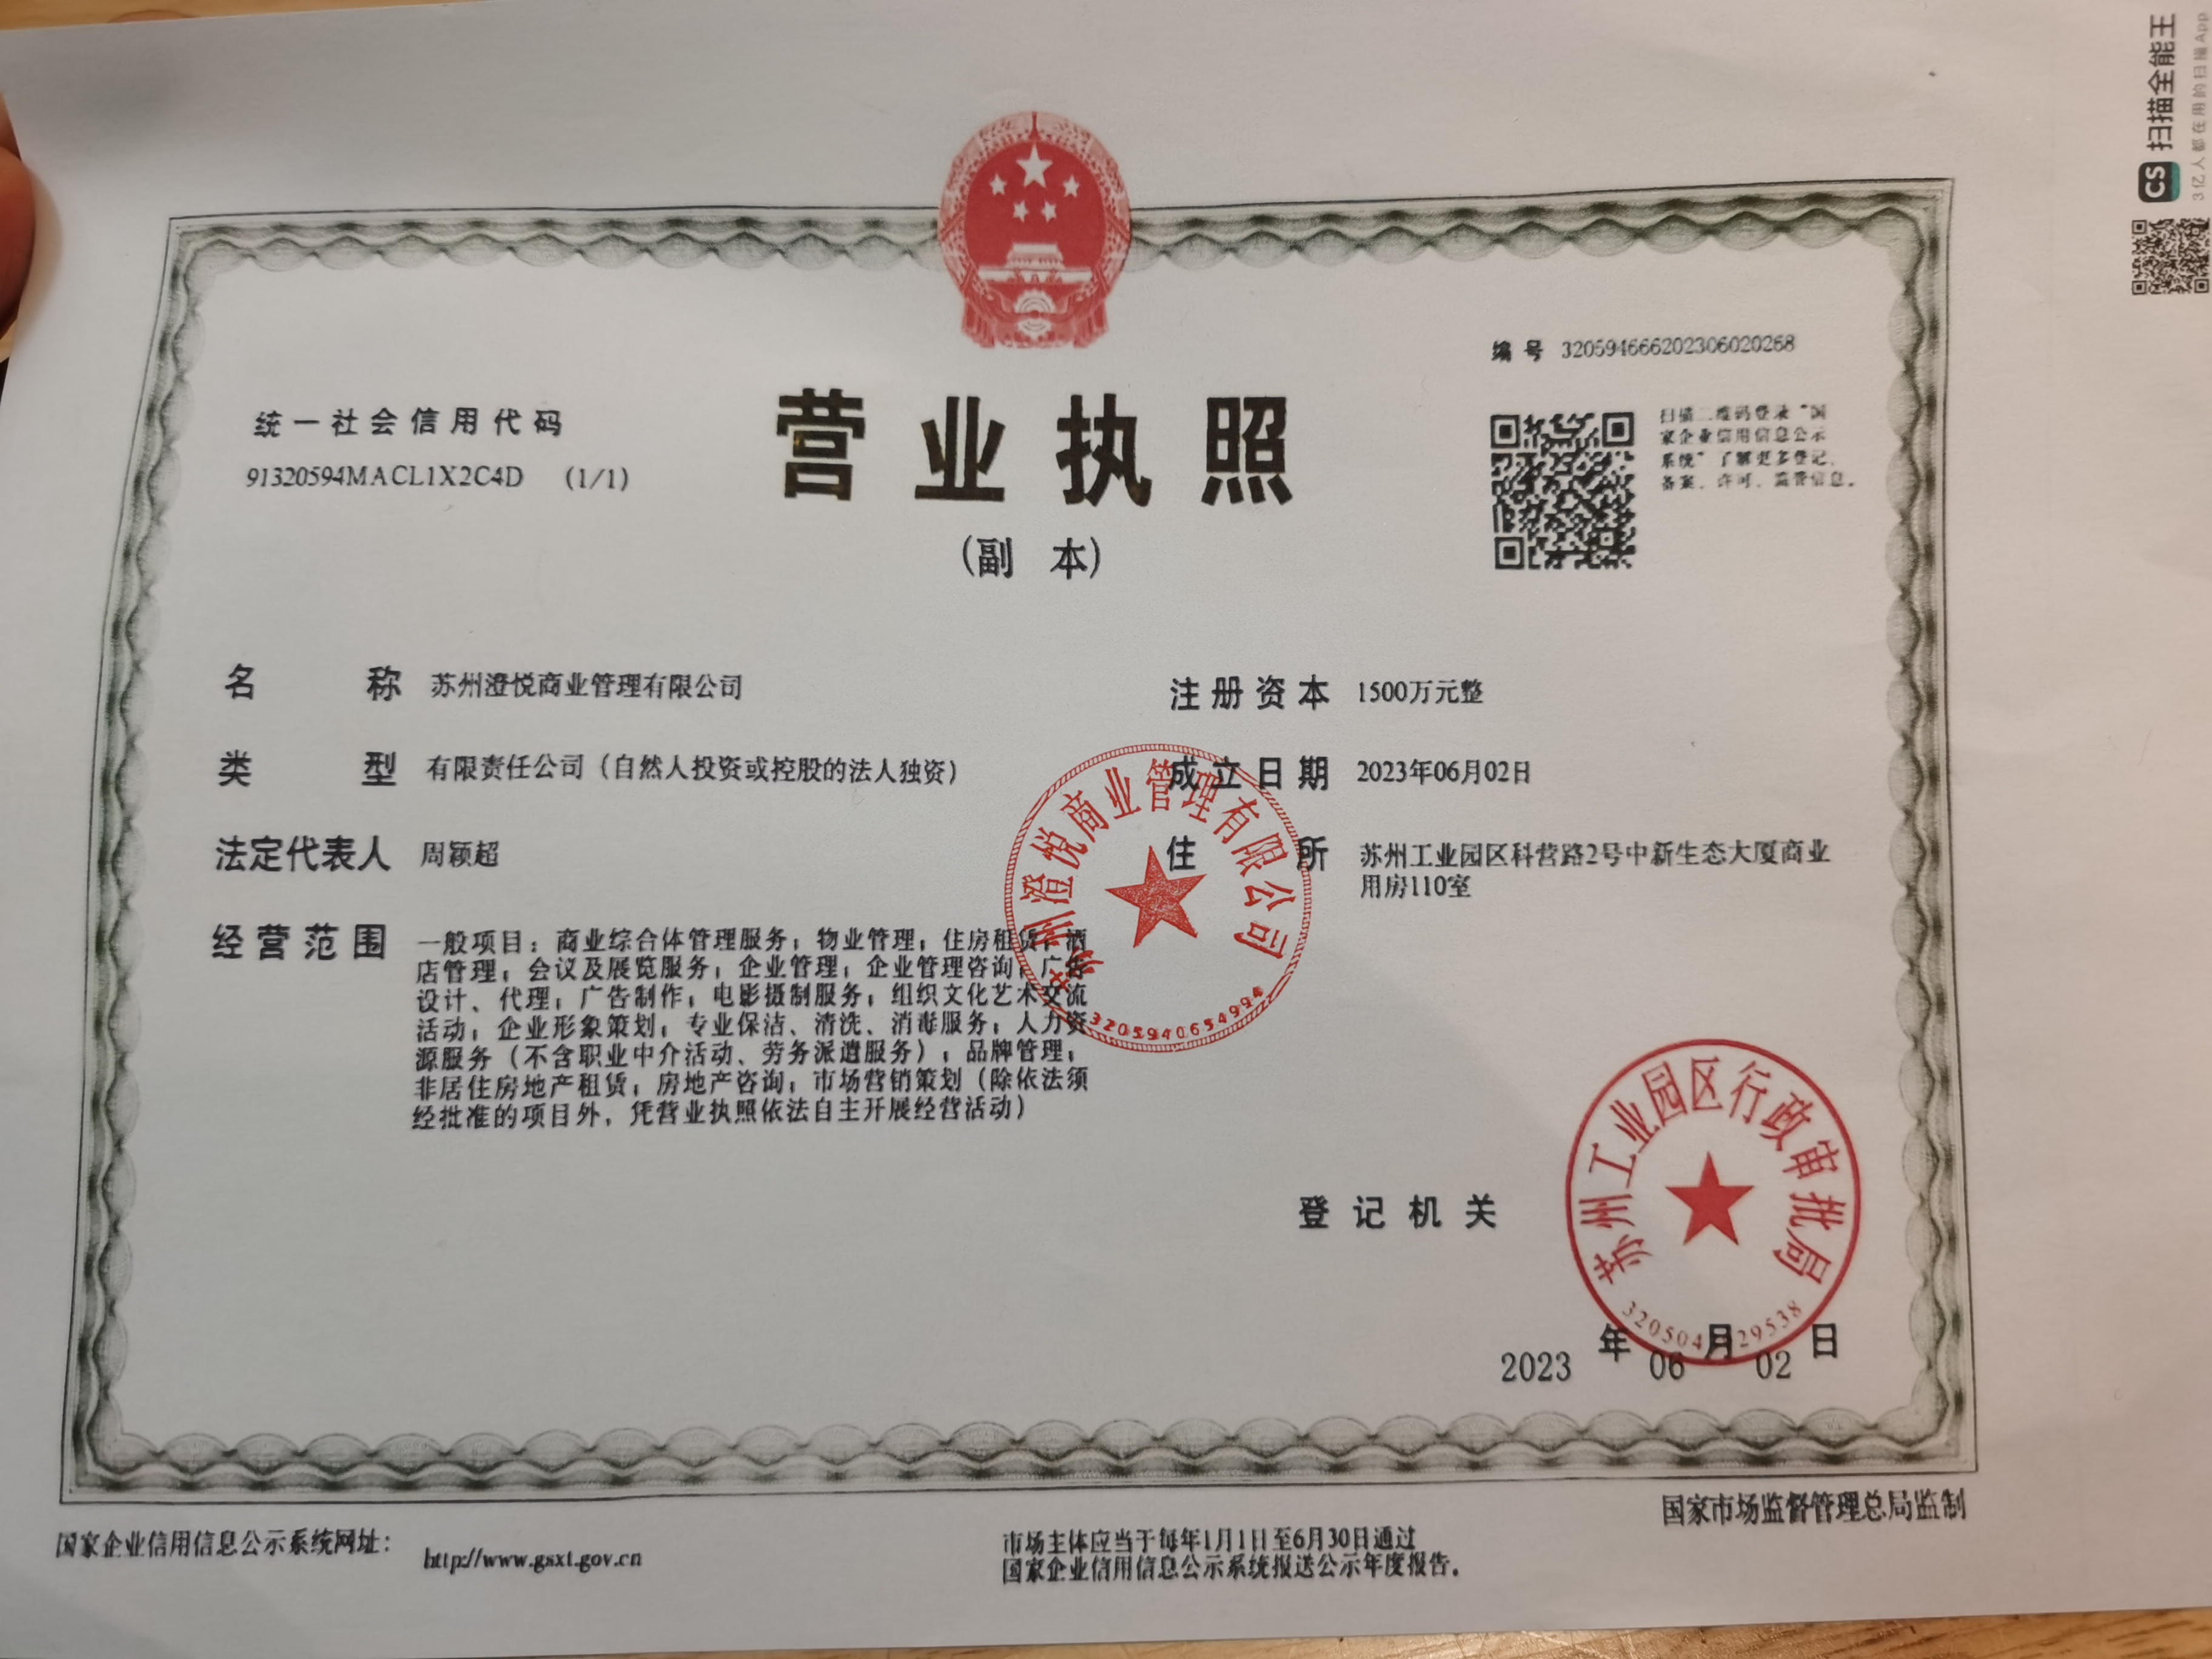 CS 扫描全能王
3亿人都在用的扫描App
编号 320594666202306020268
统一社会信用代码
91320594MACL1X2C4D (1/1)
营业执照
(副 本)
扫描二维码登录“国
家企业信用信息公示
系统”了解更多登记、
备案、许可、监管信息。
名称 苏州澄悦商业管理有限公司
类型 有限责任公司（自然人投资或控股的法人独资）
法定代表人 周颖超
经营范围 一般项目：商业综合体管理服务；物业管理；住房租赁；酒
店管理；会议及展览服务；企业管理；企业管理咨询；广告
设计、代理；广告制作；电影摄制服务；组织文化艺术交流
活动；企业形象策划；专业保洁、清洗、消毒服务；人力资
源服务（不含职业中介活动、劳务派遣服务）；品牌管理；
非居住房地产租赁；房地产咨询；市场营销策划（除依法须
经批准的项目外，凭营业执照依法自主开展经营活动）
注册资本 1500万元整
成立日期 2023年06月02日
住所 苏州工业园区科营路2号中新生态大厦商业
用房110室
苏州澄悦商业管理有限公司
3205940654994
登记机关
苏州工业园区行政审批局
2023 年 06 月 02 日
国家企业信用信息公示系统网址：
http://www.gsxt.gov.cn
市场主体应当于每年1月1日至6月30日通过
国家企业信用信息公示系统报送公示年度报告。
国家市场监督管理总局监制